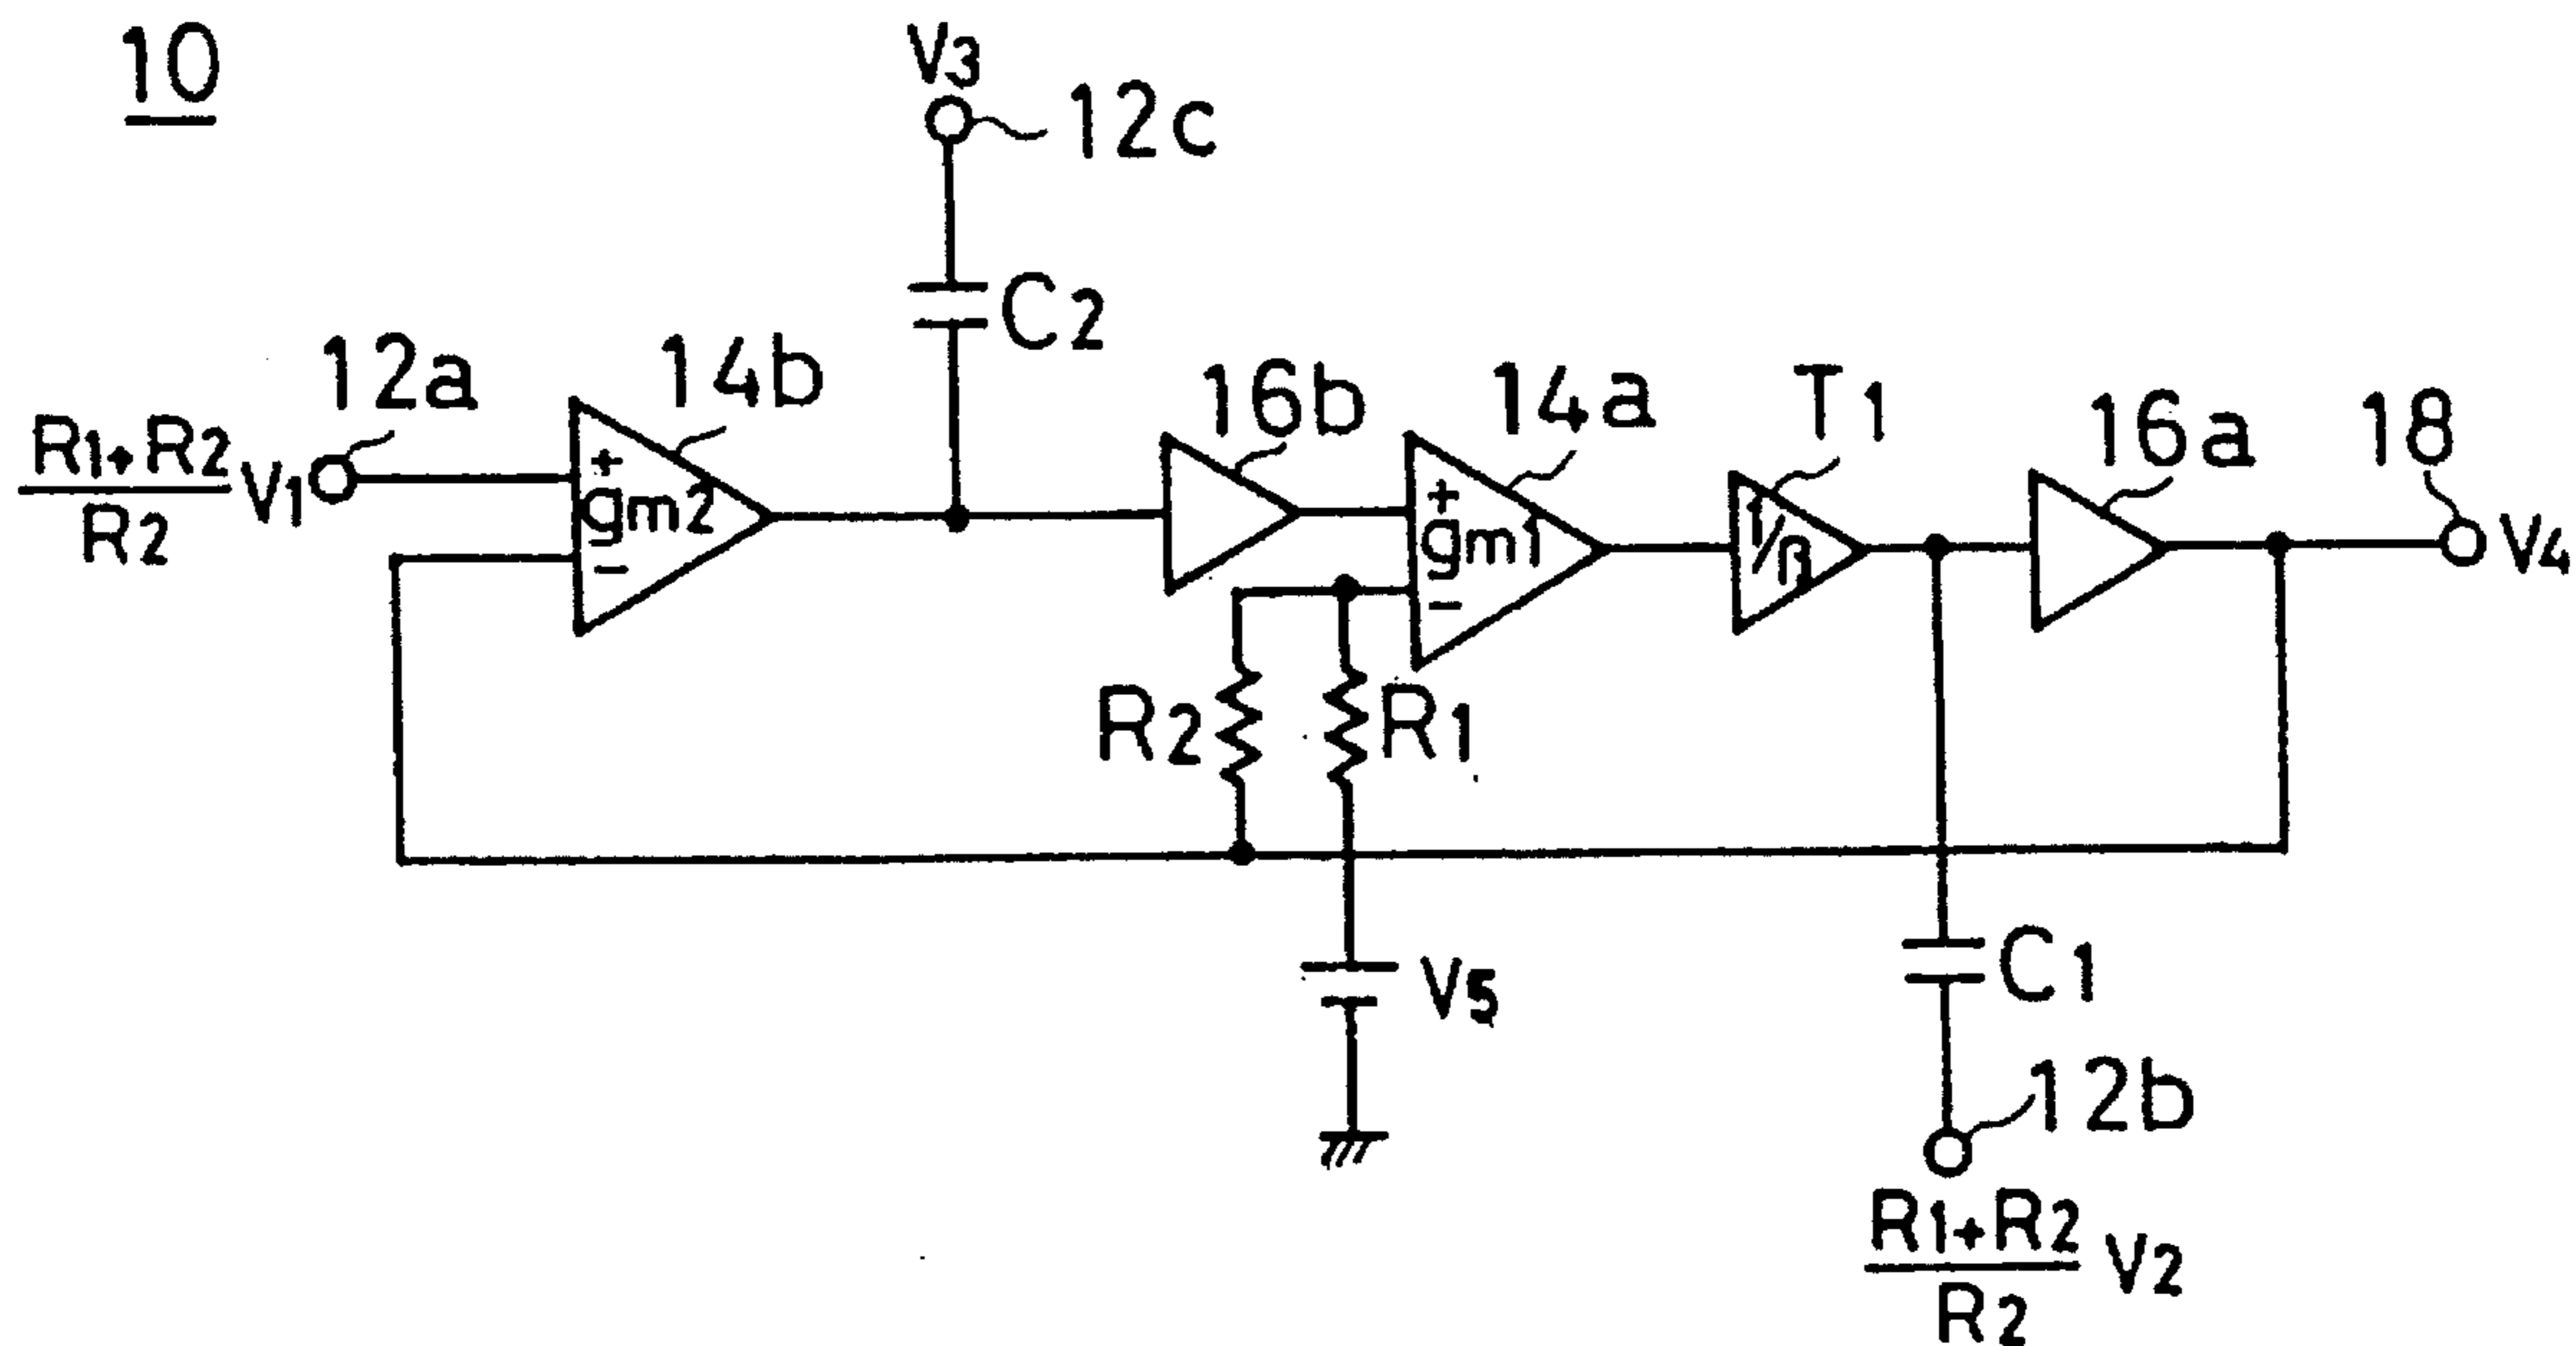 10
V3
12c
C2
12a
14b
16b
14a
T1
16a
18
R1+R2
R2
V1
+
gm2
−
+
gm1
−
1/β
V4
R2
R1
V5
C1
12b
R1+R2
R2
V2